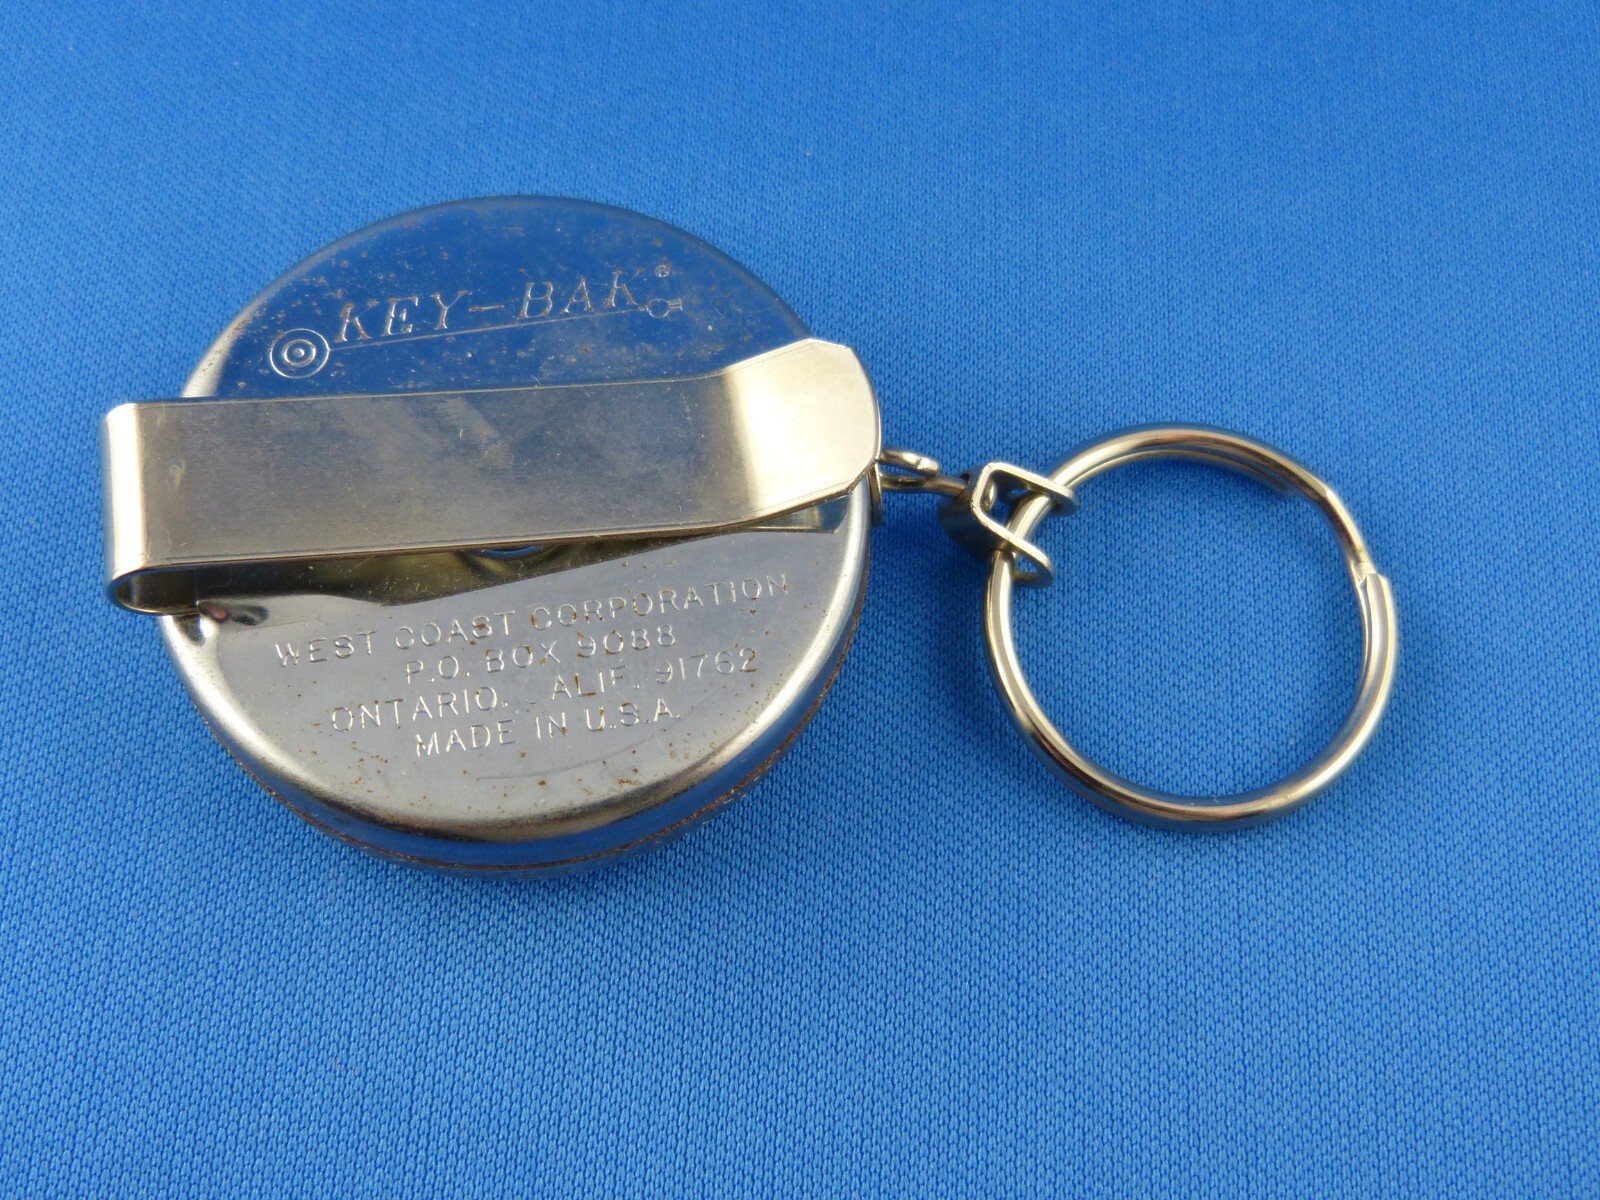 KEY-BAK®
WEST COAST CORPORATION
P.O. BOX 9088
ONTARIO, ALIF. 91762
MADE IN U.S.A.